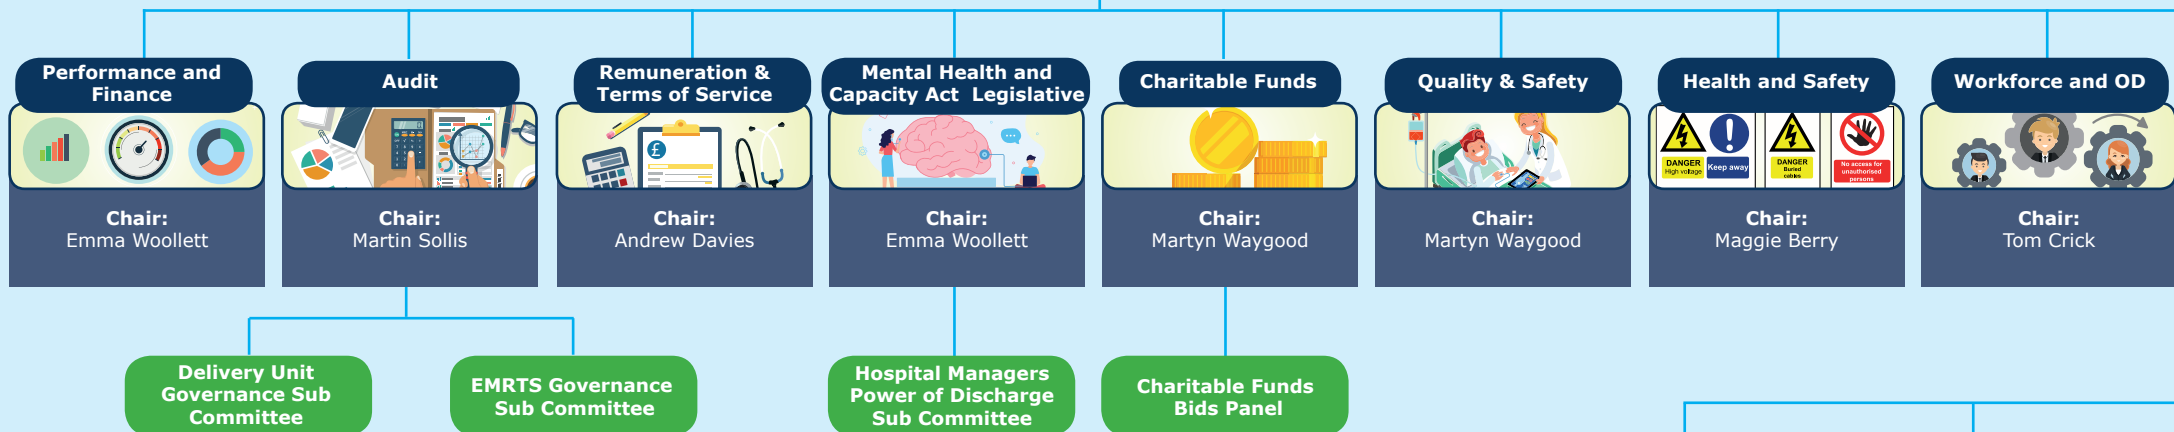 Performance and
Finance
Audit
Remuneration &
Terms of Service
Mental Health and
Capacity Act  Legislative
Charitable Funds
Quality & Safety
Health and Safety
Workforce and OD
£
DANGER
High voltage
Keep away
DANGER
Buried
cables
No access for
unauthorised
persons
Chair:
Emma Woollett
Chair:
Martin Sollis
Chair:
Andrew Davies
Chair:
Emma Woollett
Chair:
Martyn Waygood
Chair:
Martyn Waygood
Chair:
Maggie Berry
Chair:
Tom Crick
Delivery Unit
Governance Sub
Committee
EMRTS Governance
Sub Committee
Hospital Managers
Power of Discharge
Sub Committee
Charitable Funds
Bids Panel